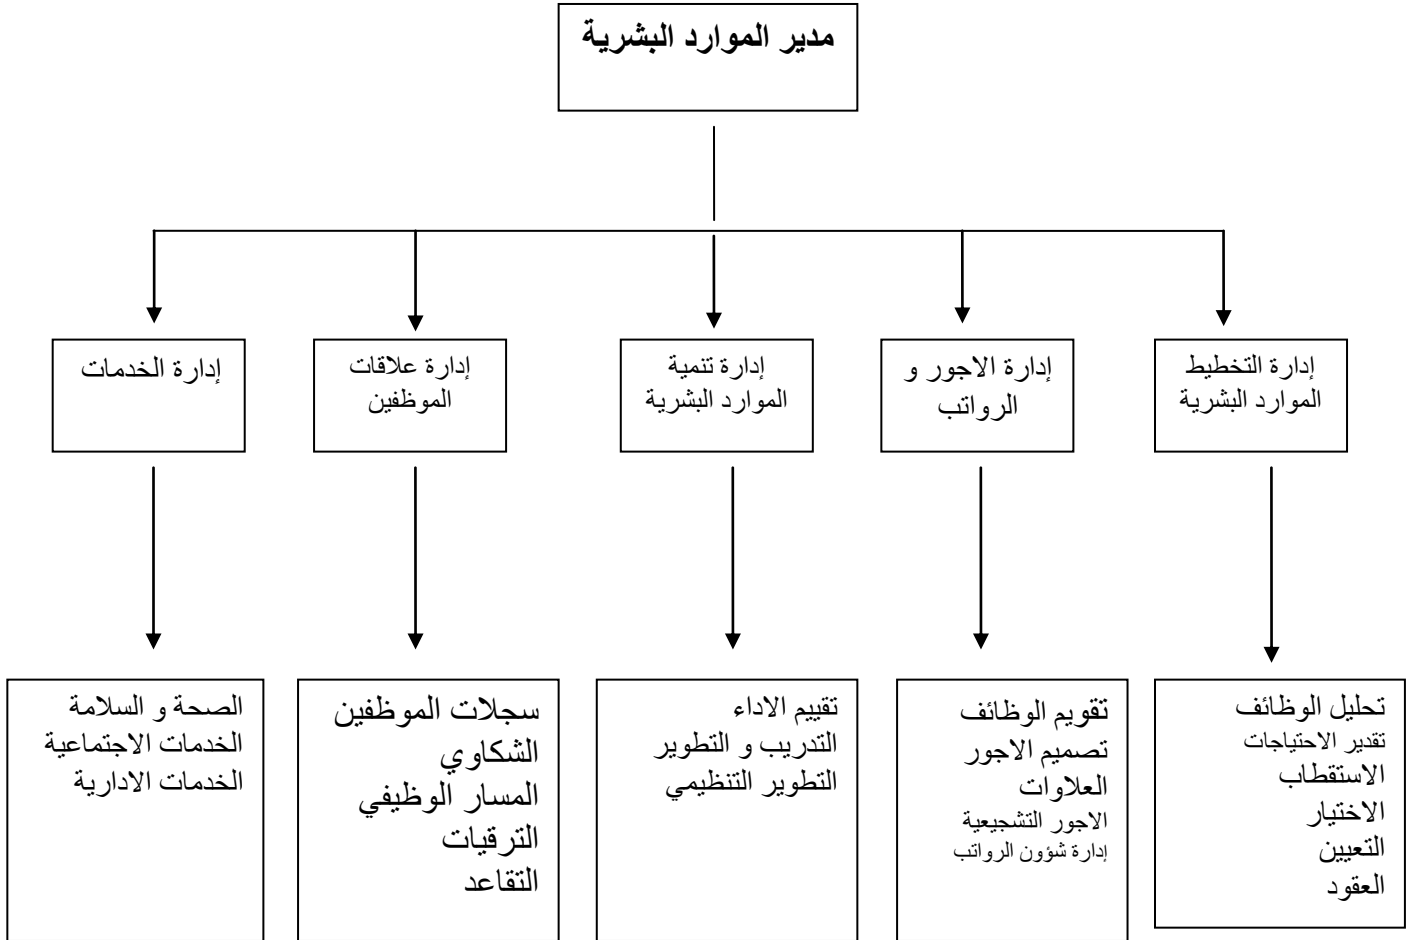 مدير الموارد البشرية
إدارة التخطيط
الموارد البشرية
إدارة الاجور و
الرواتب
إدارة تنمية
الموارد البشرية
إدارة علاقات
الموظفين
إدارة الخدمات
تحليل الوظائف
تقدير الاحتياجات
الاستقطاب
الاختيار
التعيين
العقود
تقويم الوظائف
تصميم الاجور
العلاوات
الاجور التشجيعية
إدارة شؤون الرواتب
تقييم الاداء
التدريب و التطوير
التطوير التنظيمي
سجلات الموظفين
الشكاوي
المسار الوظيفي
الترقيات
التقاعد
الصحة و السلامة
الخدمات الاجتماعية
الخدمات الادارية